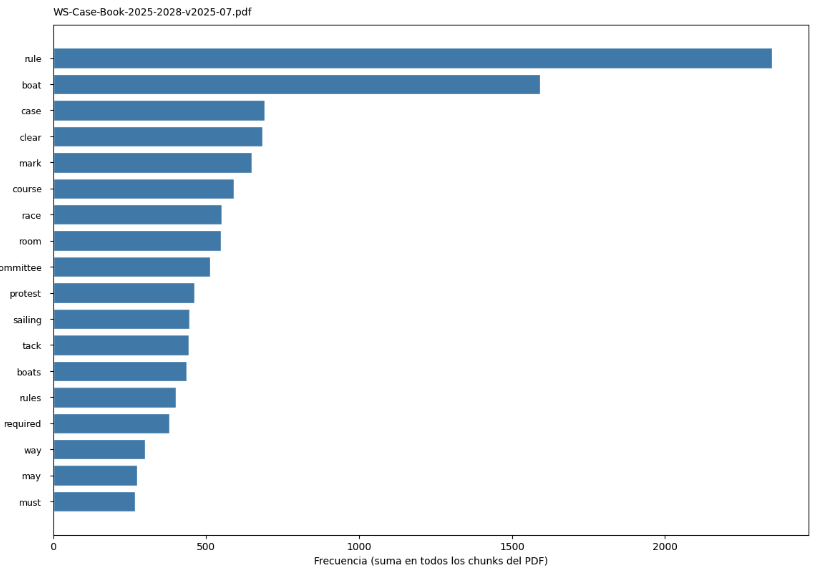 WS-Case-Book-2025-2028-v2025-07.pdf
rule
boat
case
clear
mark
course
race
room
ommittee
protest
sailing
tack
boats
rules
required
way
may
must
0 500 1000 1500 2000
Frecuencia (suma en todos los chunks del PDF)